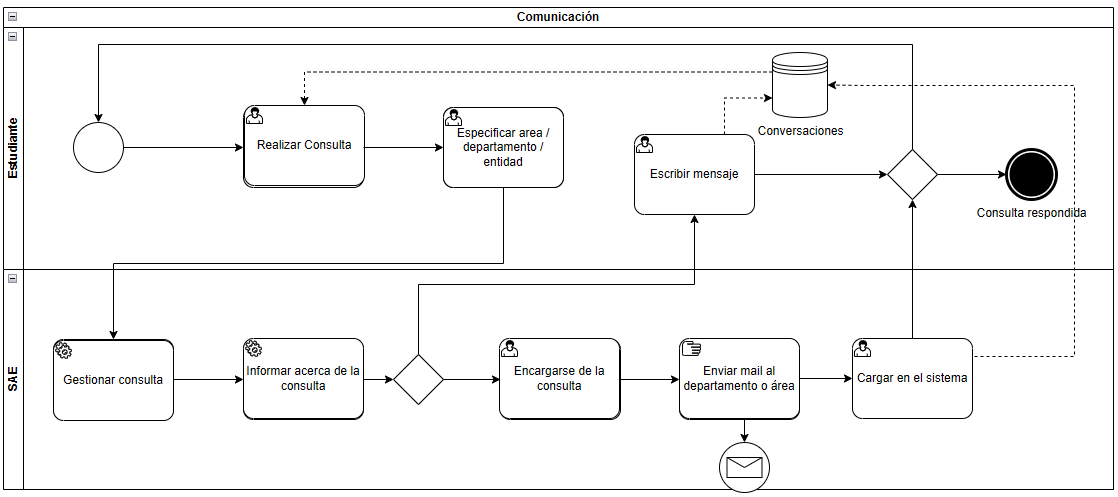 Comunicación
Estudiante
Realizar Consulta
Especificar area /
departamento /
entidad
Escribir mensaje
Conversaciones
Consulta respondida
SAE
Gestionar consulta
Informar acerca de la
consulta
Encargarse de la
consulta
Enviar mail al
departamento o área
Cargar en el sistema